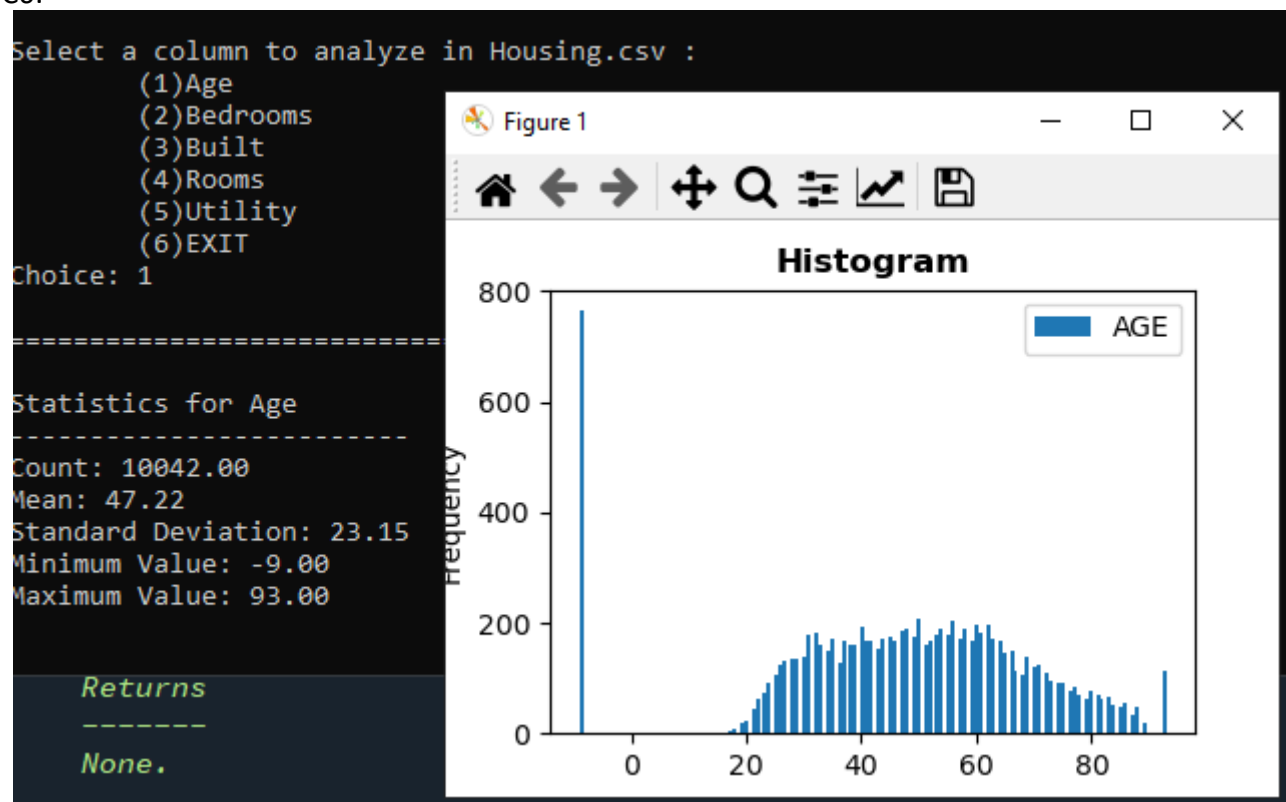 Select a column to analyze in Housing.csv :
(1)Age
(2)Bedrooms
(3)Built
(4)Rooms
(5)Utility
(6)EXIT
Choice: 1
============================
Statistics for Age
--------------------------
Count: 10042.00
Mean: 47.22
Standard Deviation: 23.15
Minimum Value: -9.00
Maximum Value: 93.00
Returns
-------
None.
Figure 1
Histogram
AGE
Frequency
800
600
400
200
0
0 20 40 60 80